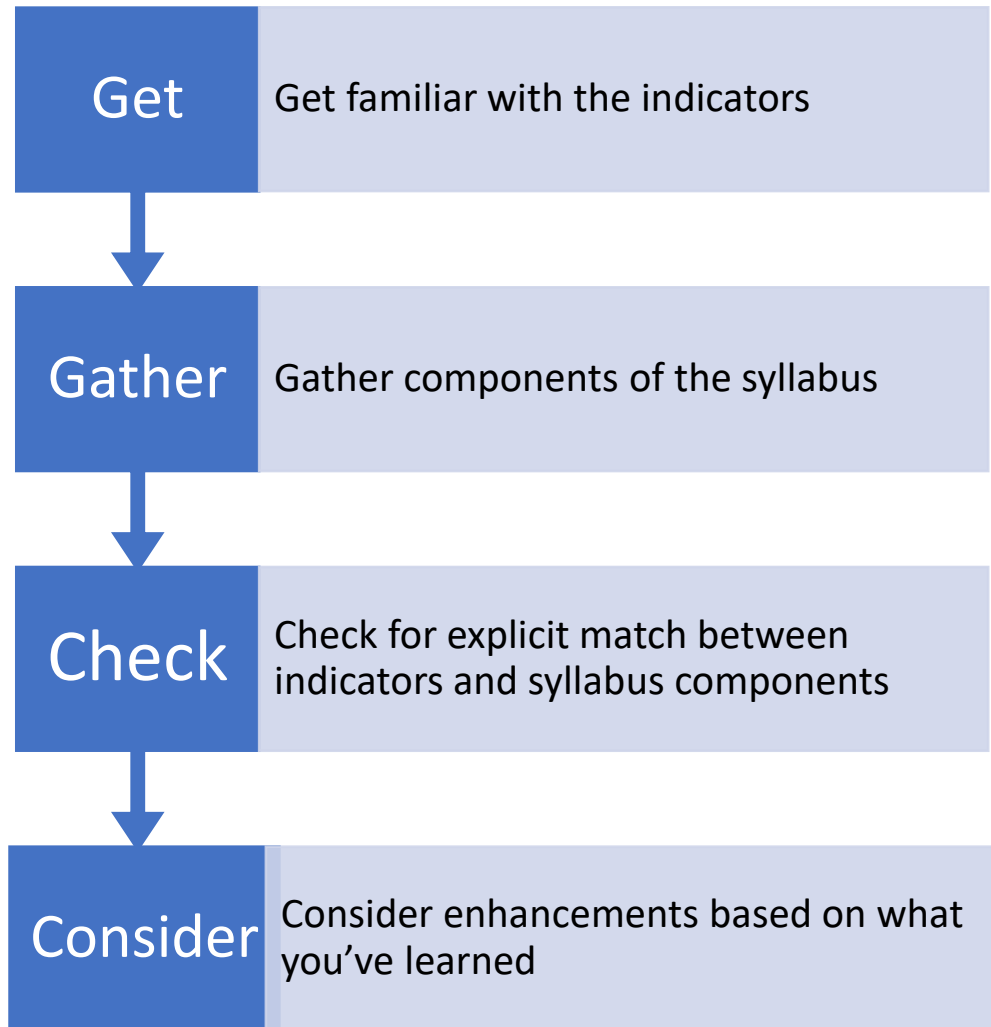 Get
Get familiar with the indicators
Gather
Gather components of the syllabus
Check
Check for explicit match between
indicators and syllabus components
Consider
Consider enhancements based on what
you’ve learned